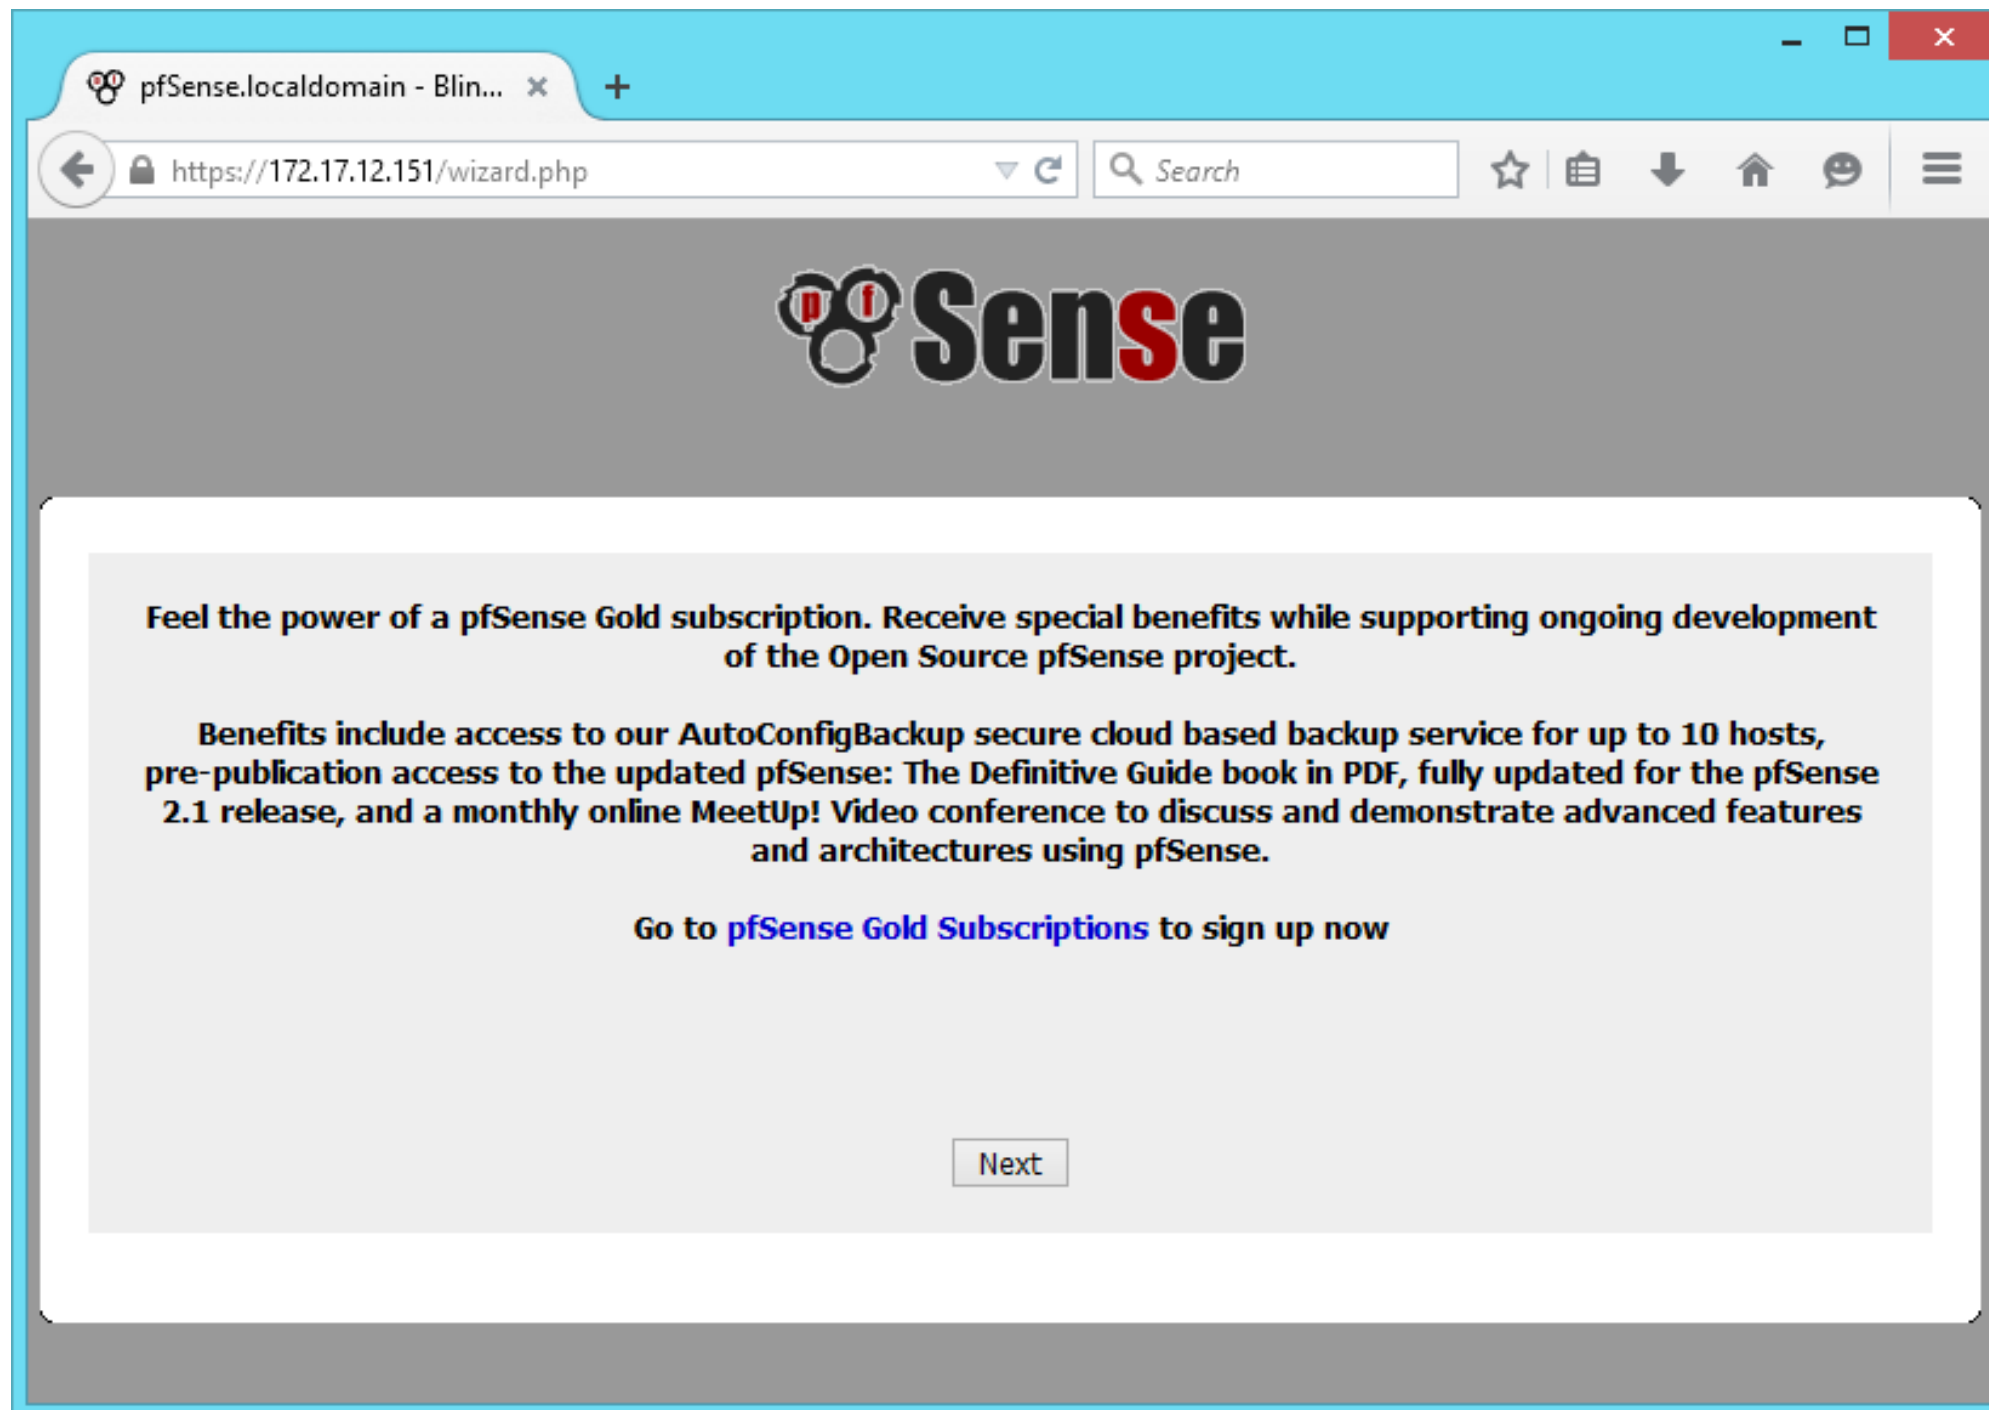 pfSense.localdomain - Blin...
https://172.17.12.151/wizard.php
Search
pf Sense
Feel the power of a pfSense Gold subscription. Receive special benefits while supporting ongoing development
of the Open Source pfSense project.
Benefits include access to our AutoConfigBackup secure cloud based backup service for up to 10 hosts,
pre-publication access to the updated pfSense: The Definitive Guide book in PDF, fully updated for the pfSense
2.1 release, and a monthly online MeetUp! Video conference to discuss and demonstrate advanced features
and architectures using pfSense.
Go to pfSense Gold Subscriptions to sign up now
Next